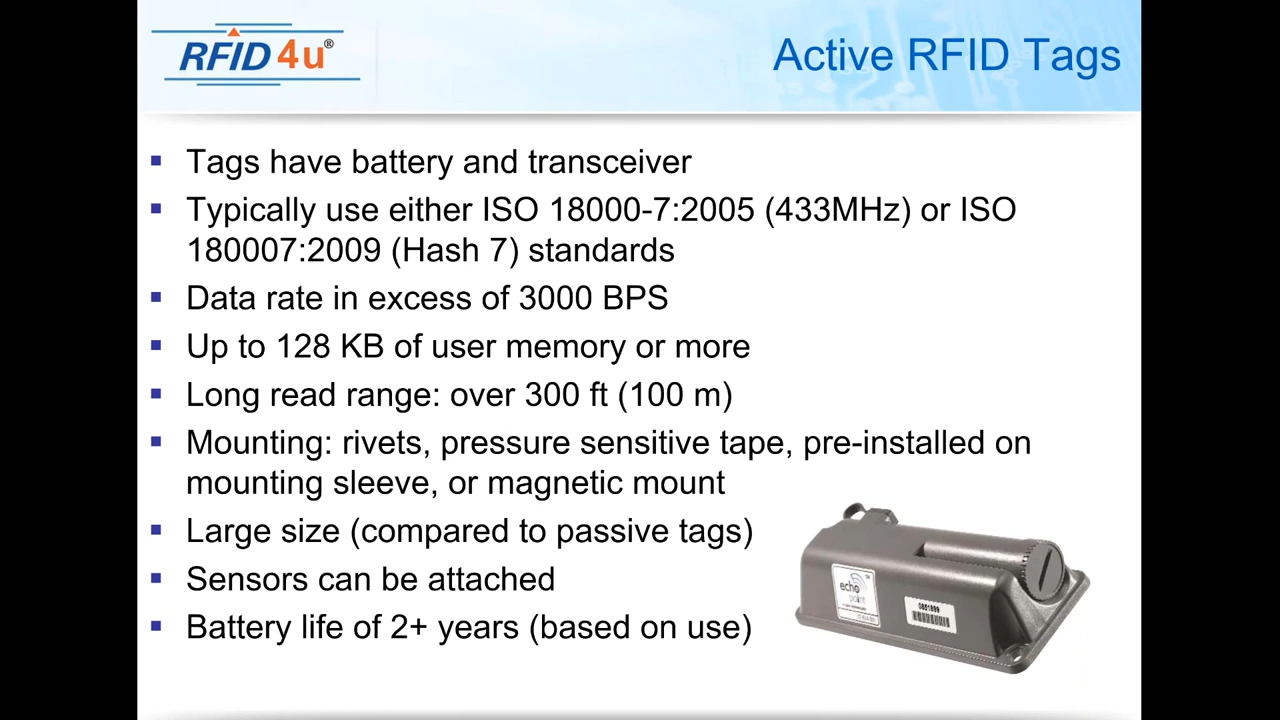 RFID4u®
Active RFID Tags
Tags have battery and transceiver
Typically use either ISO 18000-7:2005 (433MHz) or ISO
180007:2009 (Hash 7) standards
Data rate in excess of 3000 BPS
Up to 128 KB of user memory or more
Long read range: over 300 ft (100 m)
Mounting: rivets, pressure sensitive tape, pre-installed on
mounting sleeve, or magnetic mount
Large size (compared to passive tags)
Sensors can be attached
Battery life of 2+ years (based on use)
echo
point